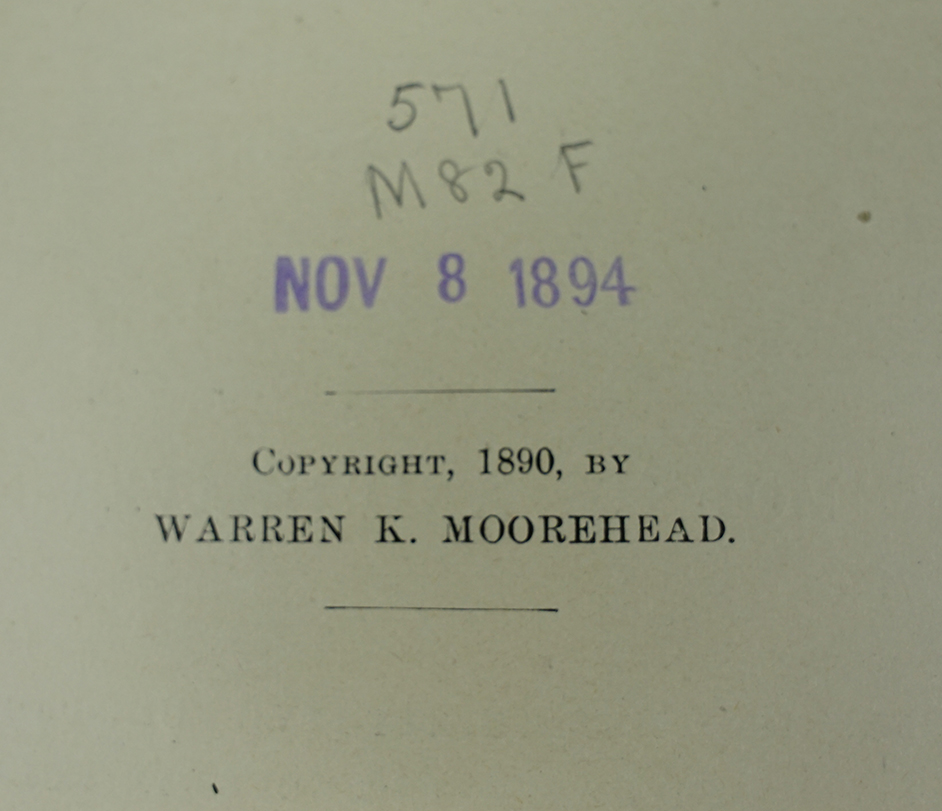 571
M82 F
NOV 8 1894
COPYRIGHT, 1890, BY
WARREN K. MOOREHEAD.